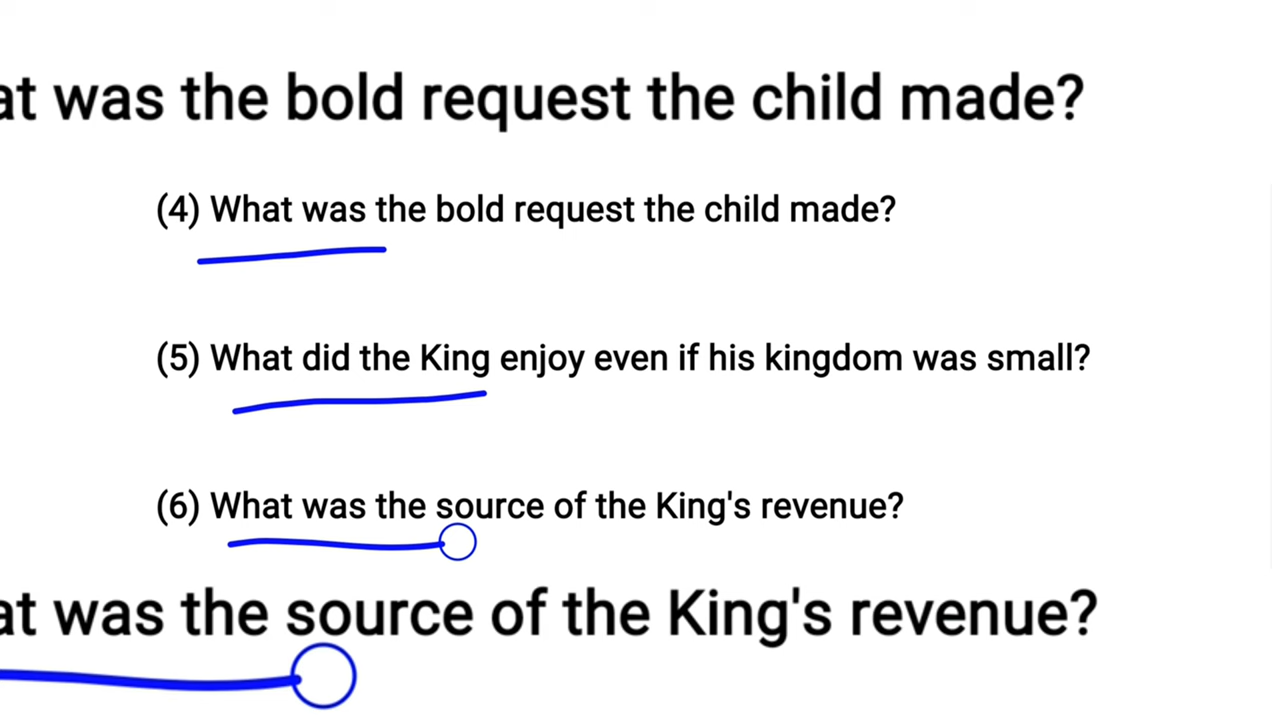 at was the bold request the child made?
(4) What was the bold request the child made?
(5) What did the King enjoy even if his kingdom was small?
(6) What was the source of the King's revenue?
at was the source of the King's revenue?